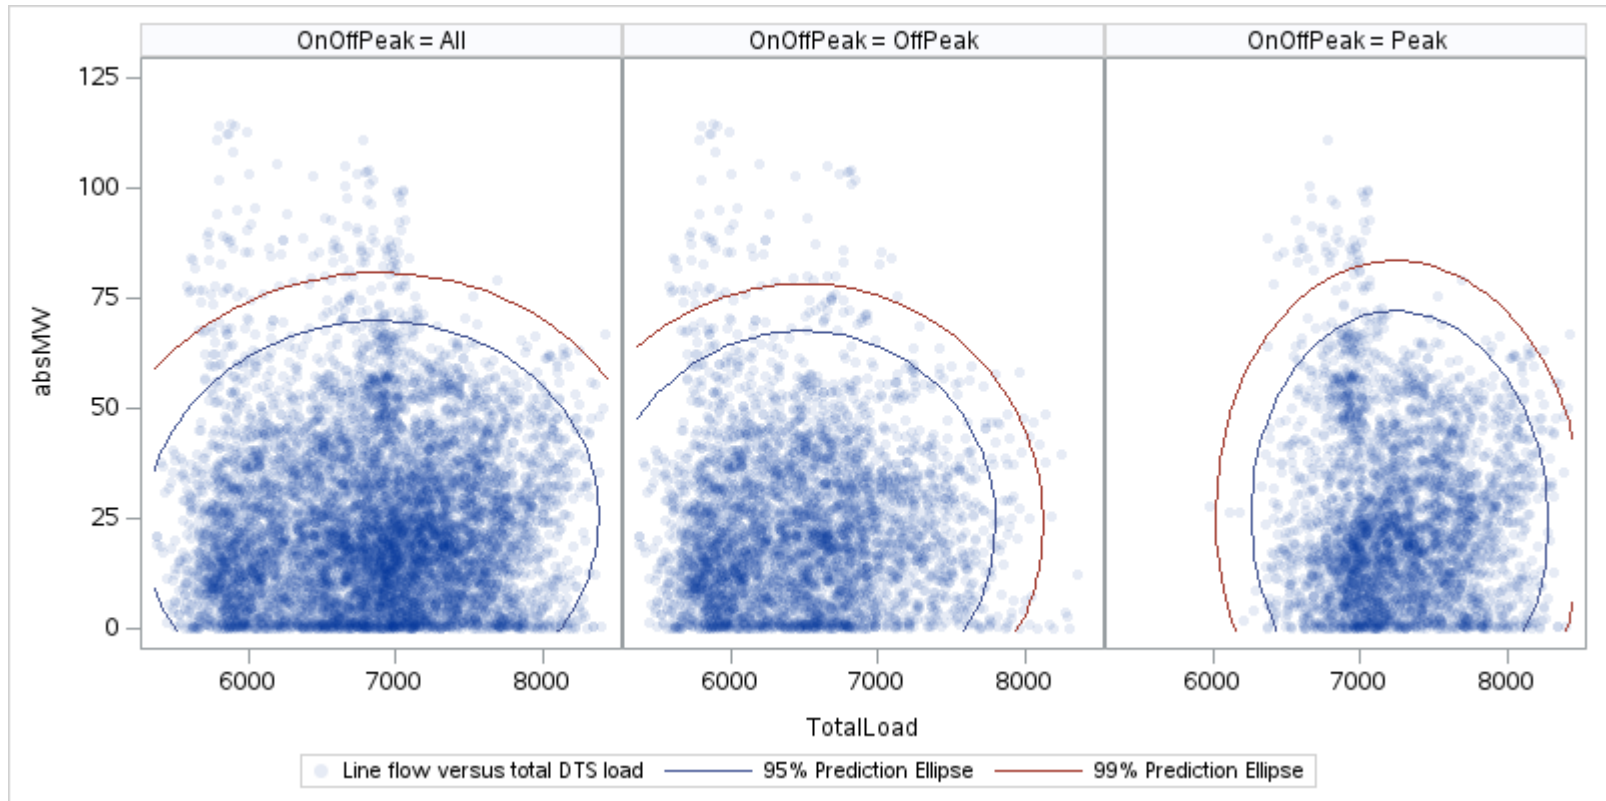 OnOffPeak = All
OnOffPeak = OffPeak
OnOffPeak = Peak
125
100
75
50
25
0
absMW
6000 7000 8000
6000 7000 8000
6000 7000 8000
TotalLoad
Line flow versus total DTS load
95% Prediction Ellipse
99% Prediction Ellipse